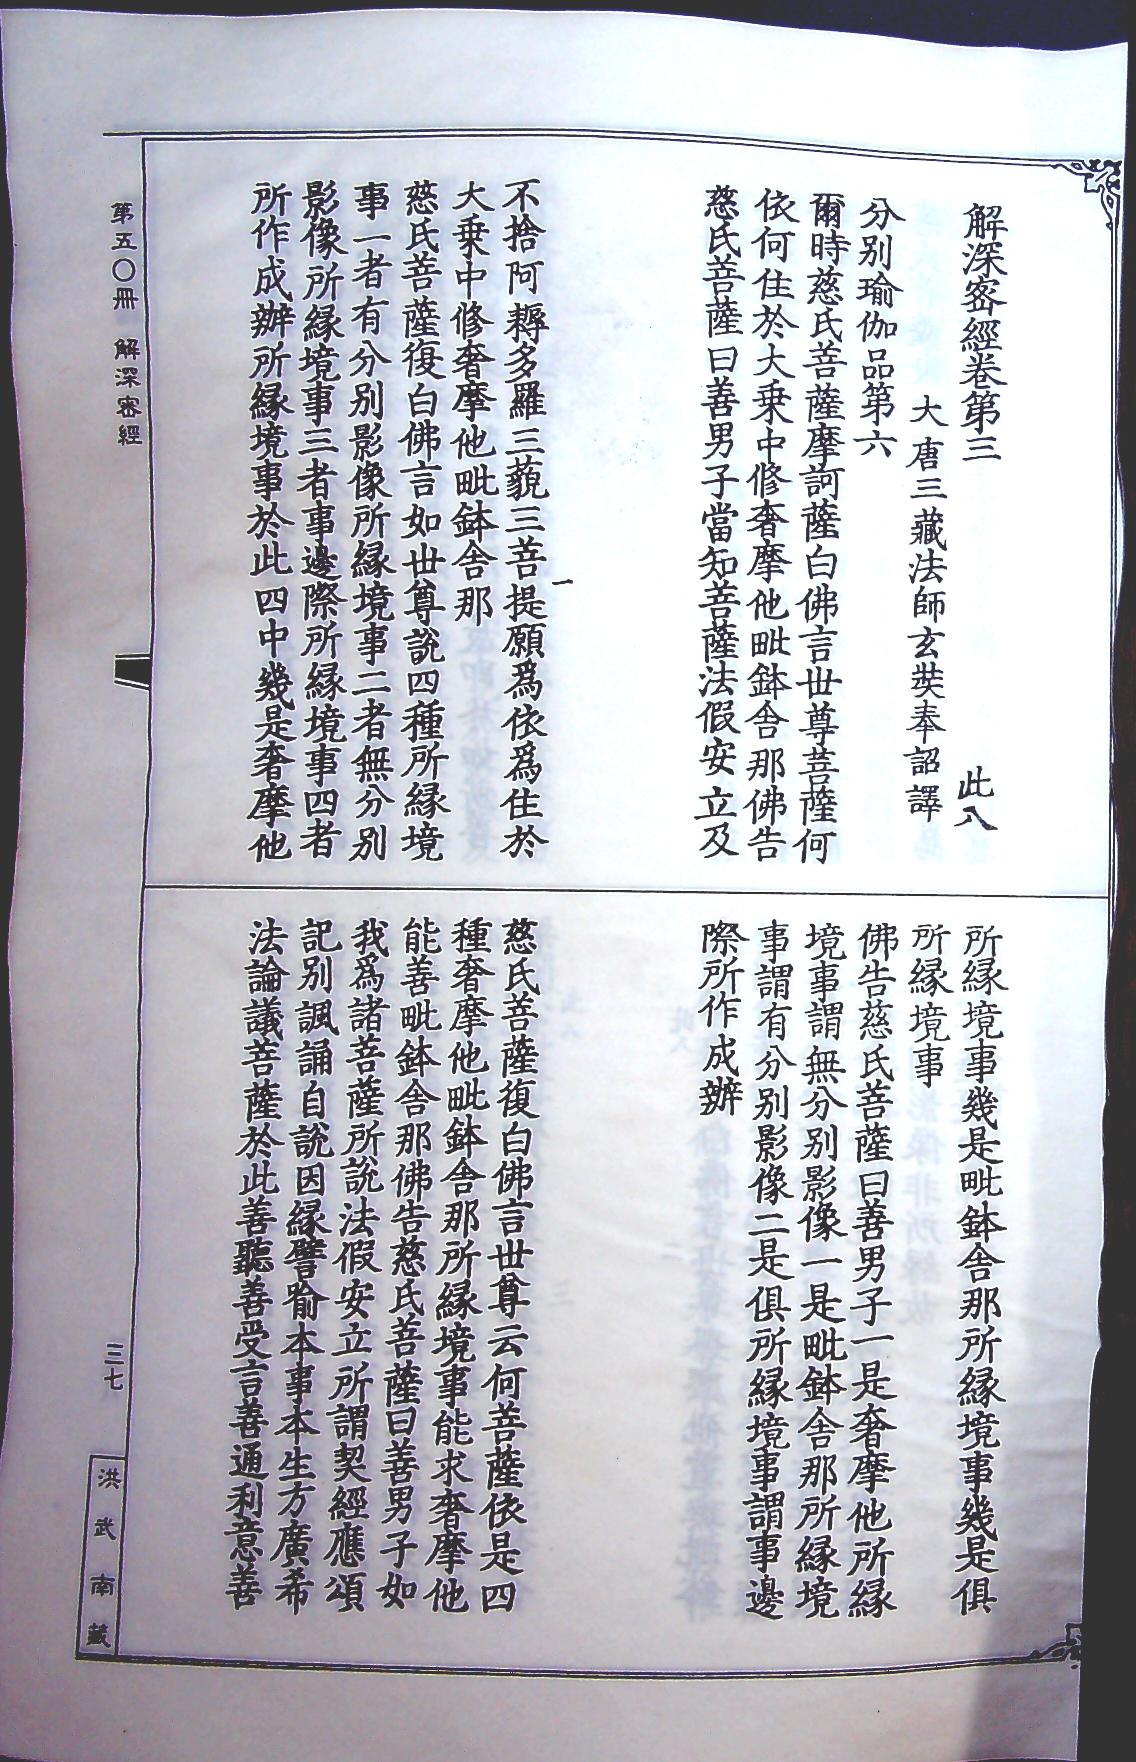 解深密經卷第三　此八
大唐三藏法師玄奘奉詔譯
分別瑜伽品第六
爾時慈氏菩薩摩訶薩白佛言世尊菩薩何
依何住於大乗中修奢摩他毗鉢舍那佛告
慈氏菩薩曰善男子當知菩薩法假安立及
一
不捨阿耨多羅三藐三菩提願爲依爲住於
大乗中修奢摩他毗鉢舍那
慈氏菩薩復白佛言如世尊說四種所縁境
事一者有分別影像所縁境事二者無分別
影像所縁境事三者事邊際所縁境事四者
所作成辦所縁境事於此四中幾是奢摩他
所縁境事幾是毗鉢舍那所縁境事幾是俱
所縁境事
佛告慈氏菩薩曰善男子一是奢摩他所縁
境事謂無分別影像一是毗鉢舍那所縁境
事謂有分別影像二是俱所縁境事謂事邊
際所作成辦
慈氏菩薩復白佛言世尊云何菩薩依是四
種奢摩他毗鉢舍那所縁境事能求奢摩他
能善毗鉢舍那佛告慈氏菩薩曰善男子如
我爲諸菩薩所說法假安立所謂契經應頌
記別諷誦自說因縁譬喻本事本生方廣希
法論議菩薩於此善聽善受言善通利意善
第五〇冊　解深密經
三七
洪武南藏